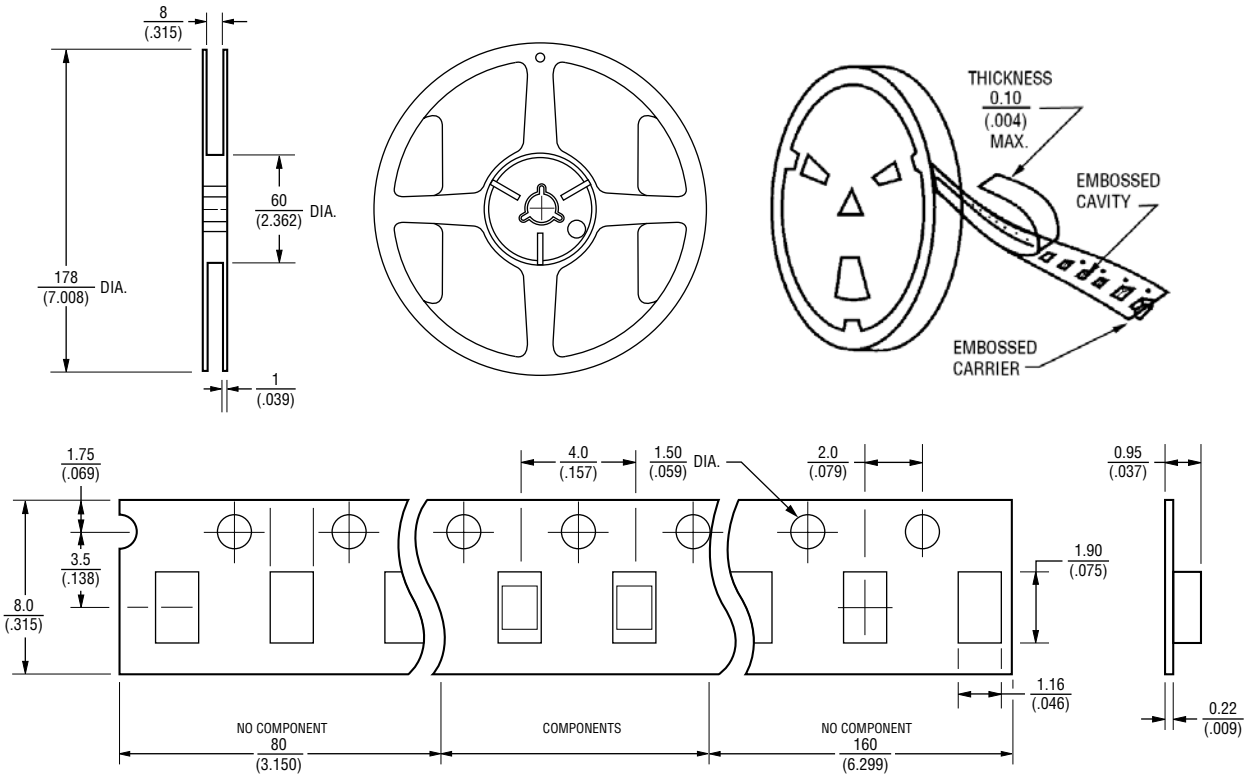 8
(.315)
178
(7.008)
DIA.
60
(2.362)
DIA.
1
(.039)
THICKNESS
0.10
(.004)
MAX.
EMBOSSED
CAVITY
EMBOSSED
CARRIER
1.75
(.069)
3.5
(.138)
8.0
(.315)
4.0
(.157)
1.50
(.059)
DIA.
2.0
(.079)
0.95
(.037)
1.90
(.075)
1.16
(.046)
0.22
(.009)
NO COMPONENT
80
(3.150)
COMPONENTS
NO COMPONENT
160
(6.299)